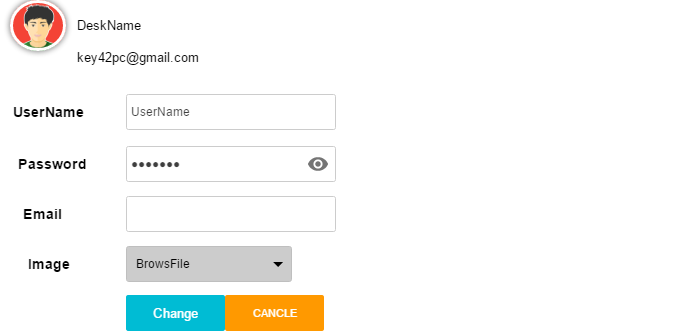 DeskName
key42pc@gmail.com
UserName UserName
Password •••••••
Email
Image BrowsFile
Change CANCLE